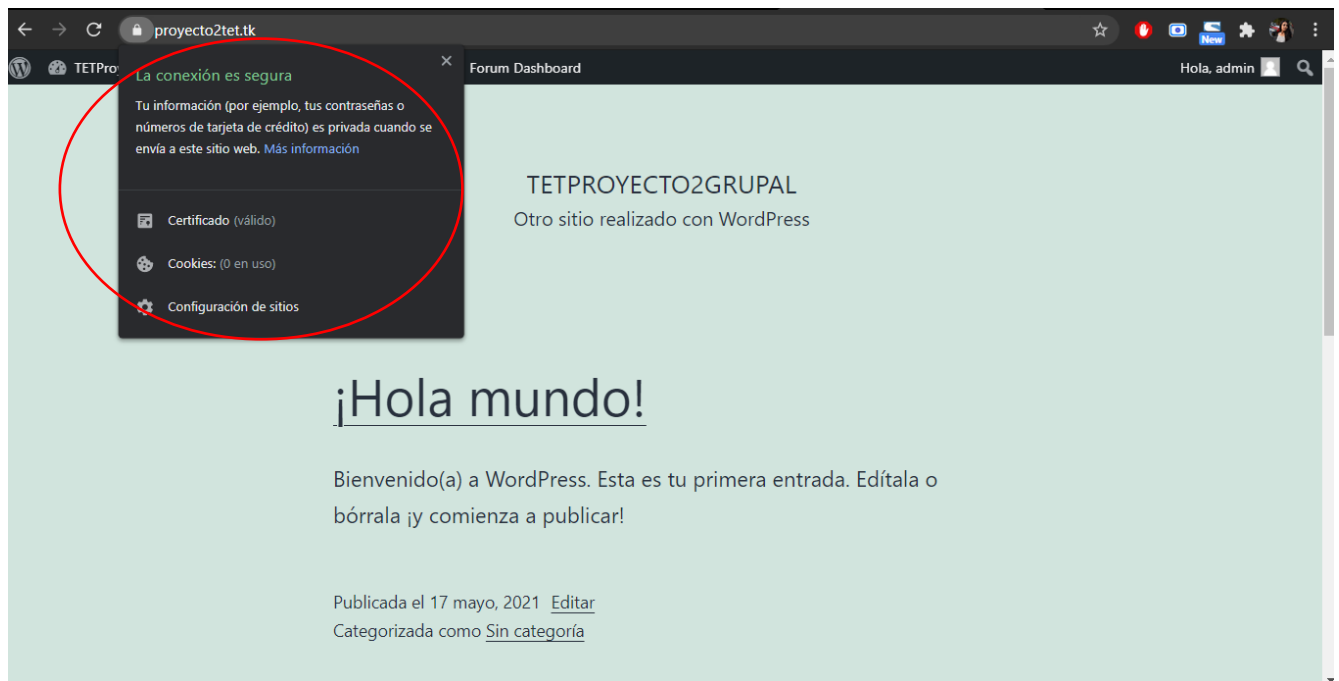 proyecto2tet.tk
New
TETPro
Forum Dashboard
Hola, admin
La conexión es segura
Tu información (por ejemplo, tus contraseñas o
números de tarjeta de crédito) es privada cuando se
envía a este sitio web. Más información
Certificado (válido)
Cookies: (0 en uso)
Configuración de sitios
TETPROYECTO2GRUPAL
Otro sitio realizado con WordPress
¡Hola mundo!
Bienvenido(a) a WordPress. Esta es tu primera entrada. Edítala o
bórrala ¡y comienza a publicar!
Publicada el 17 mayo, 2021 Editar
Categorizada como Sin categoría